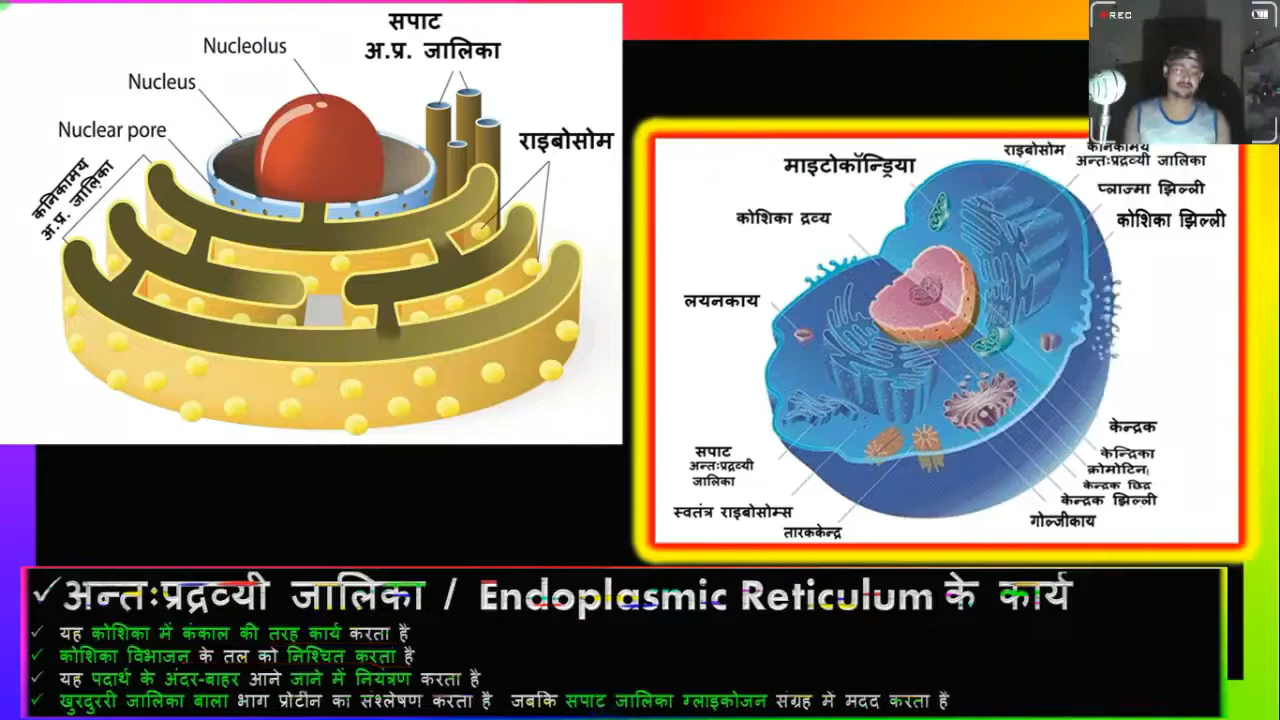 सपाट
अ.प्र. जालिका
Nucleolus
Nucleus
Nuclear pore
राइबोसोम
कनिकामय
अ.प्र. जालिका
REC
माइटोकॉन्ड्रिया
राइबोसोम
कनिकामय
अन्तःप्रद्रव्यी जालिका
कोशिका द्रव्य
प्लाज्मा झिल्ली
कोशिका झिल्ली
लयनकाय
केन्द्रक
सपाट
अन्तःप्रद्रव्यी
जालिका
केन्द्रिका
क्रोमोटिन
केन्द्रक छिद्र
केन्द्रक झिल्ली
स्वतंत्र राइबोसोम्स
गोल्जीकाय
तारककेन्द्र
✓अन्तःप्रद्रव्यी जालिका / Endoplasmic Reticulum के कार्य
✓ यह कोशिका में कंकाल की तरह कार्य करता है
✓ कोशिका विभाजन के तल को निश्चित करता है
✓ यह पदार्थ के अंदर-बाहर आने जाने में नियंत्रण करता है
✓ खुरदुररी जालिका बाला भाग प्रोटीन का संश्लेषण करता है जबकि सपाट जालिका ग्लाइकोजन संग्रह में मदद करता है